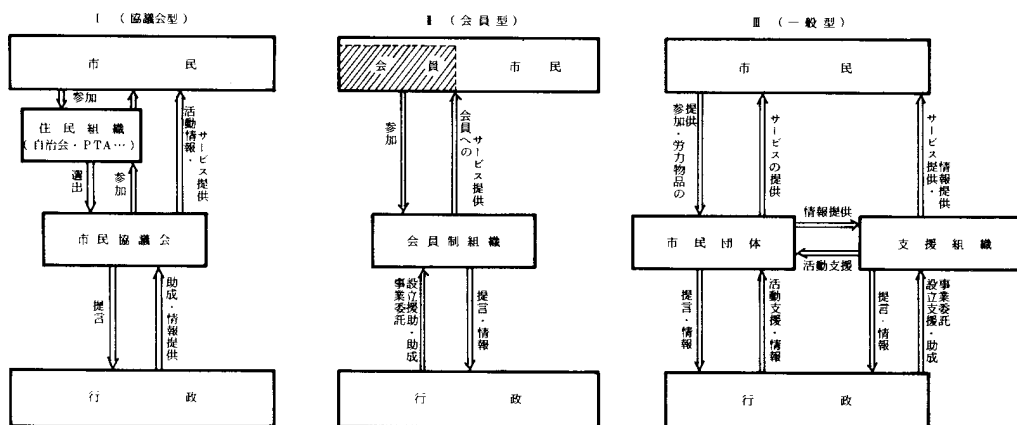 Ⅰ （協議会型）
市民
参加
住民組織
（自治会・PTA…）
選出
参加
活動情報・
サービス提供
市民協議会
提言
助成・情報提供
行政
Ⅱ （会員型）
会員
市民
参加
会員への
サービス提供
会員制組織
事業委託
設立援助・助成
提言・情報
行政
Ⅲ （一般型）
市民
参加・労力物品の
提供
サービスの提供
サービス提供・
情報提供
市民団体
情報提供
活動支援
支援組織
提言・情報
活動支援・情報
提言・情報
設立支援・助成
事業委託
行政